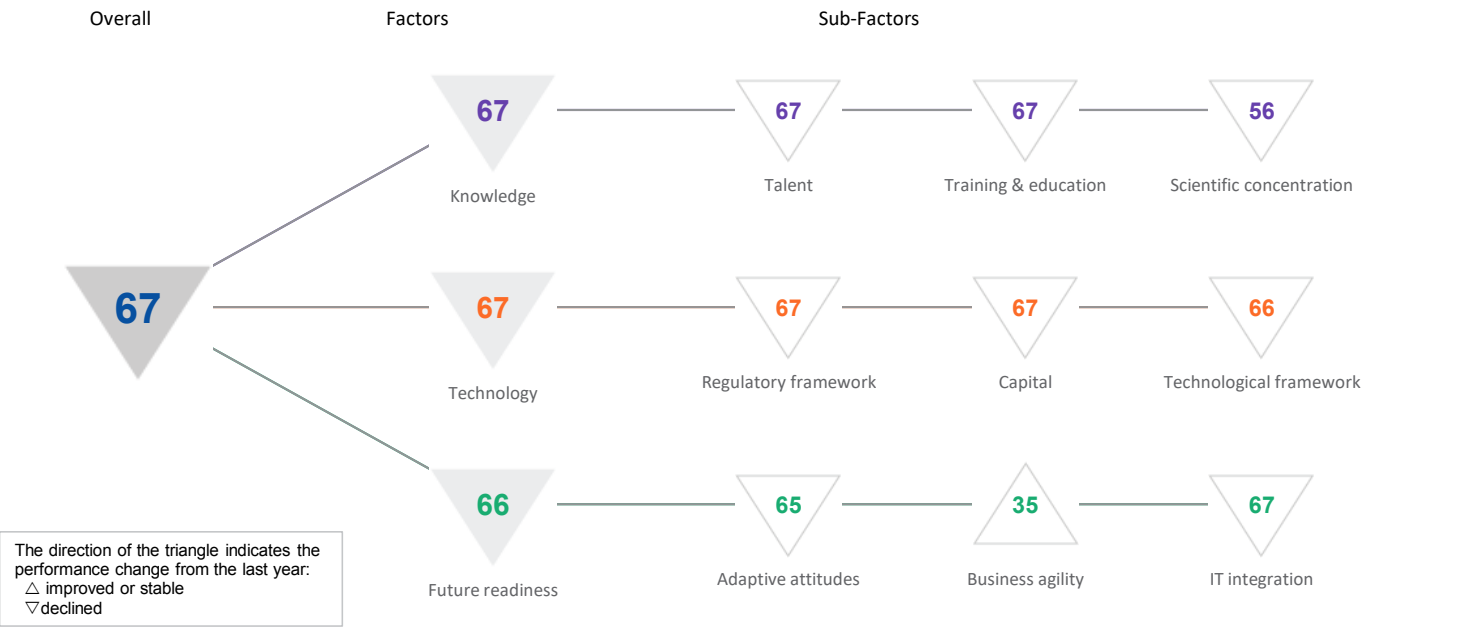 Overall
Factors
Sub-Factors
67
67
67
56
Knowledge
Talent
Training & education
Scientific concentration
67
67
67
67
66
Technology
Regulatory framework
Capital
Technological framework
66
65
35
67
Future readiness
Adaptive attitudes
Business agility
IT integration
The direction of the triangle indicates the
performance change from the last year:
△ improved or stable
▽declined